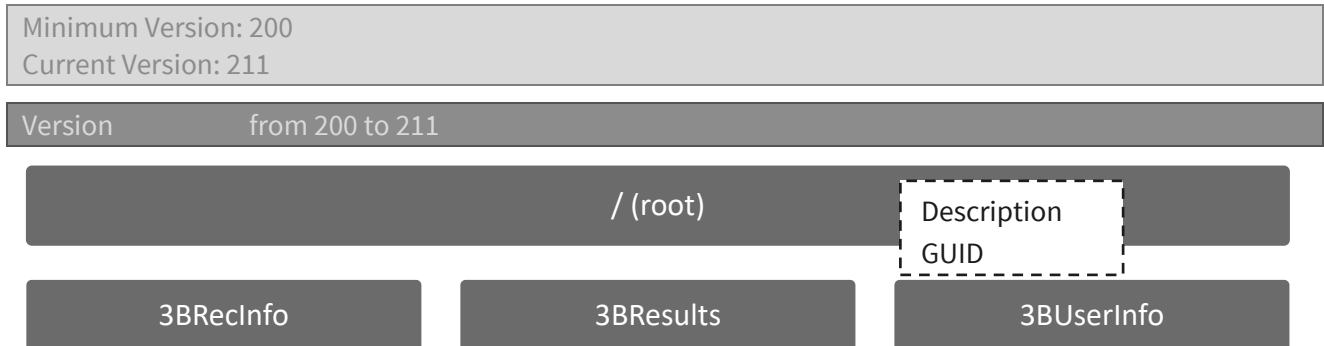 Minimum Version: 200
Current Version: 211
Version from 200 to 211
/ (root)
Description
GUID
3BRecInfo 3BResults 3BUserInfo